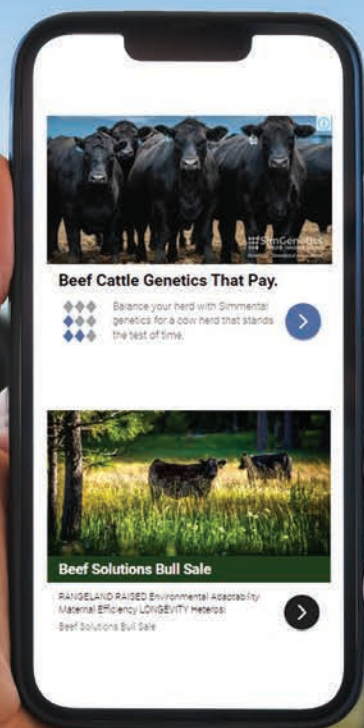 SimGenetics
Beef Cattle Genetics That Pay.
Balance your herd with Simmental
genetics for a cow herd that stands
the test of time.
Beef Solutions Bull Sale
RANGELAND RAISED Environmental Adaptability
Maternal Efficiency LONGEVITY Heterosi
Beef Solutions Bull Sale